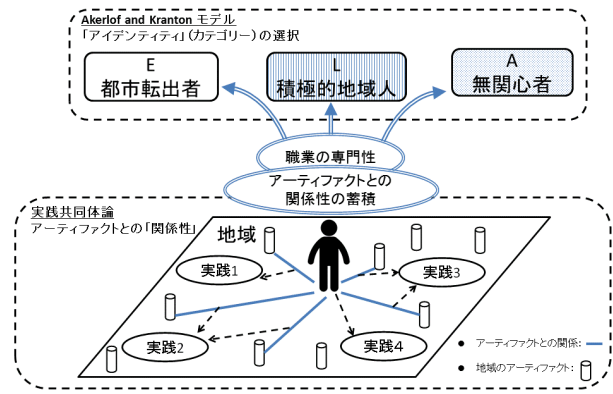 Akerlof and Kranton モデル
「アイデンティティ」(カテゴリー)の選択
E
都市転出者
L
積極的地域人
A
無関心者
職業の専門性
アーティファクトとの
関係性の蓄積
実践共同体論
アーティファクトとの「関係性」
地域
実践1
実践3
実践2
実践4
● アーティファクトとの関係:
● 地域のアーティファクト: